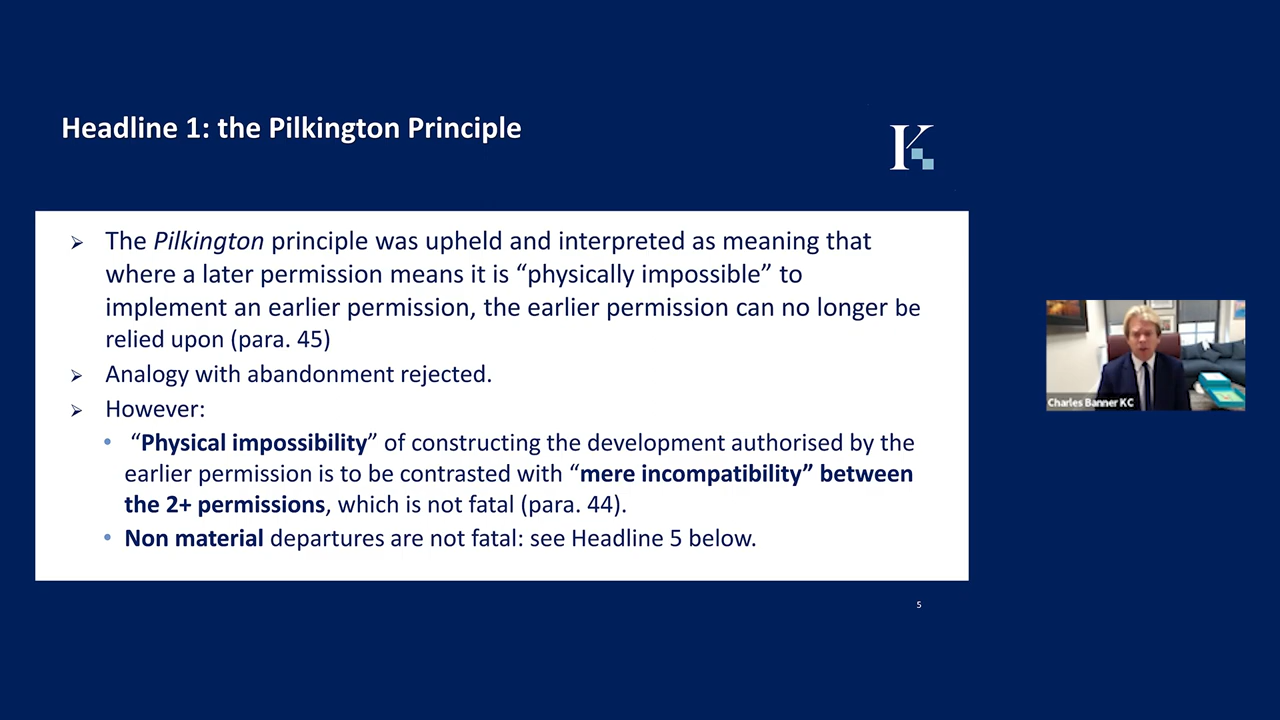 Headline 1: the Pilkington Principle
K
➢ The Pilkington principle was upheld and interpreted as meaning that
where a later permission means it is “physically impossible” to
implement an earlier permission, the earlier permission can no longer be
relied upon (para. 45)
➢ Analogy with abandonment rejected.
➢ However:
• “Physical impossibility” of constructing the development authorised by the
earlier permission is to be contrasted with “mere incompatibility” between
the 2+ permissions, which is not fatal (para. 44).
• Non material departures are not fatal: see Headline 5 below.
5
Charles Banner KC